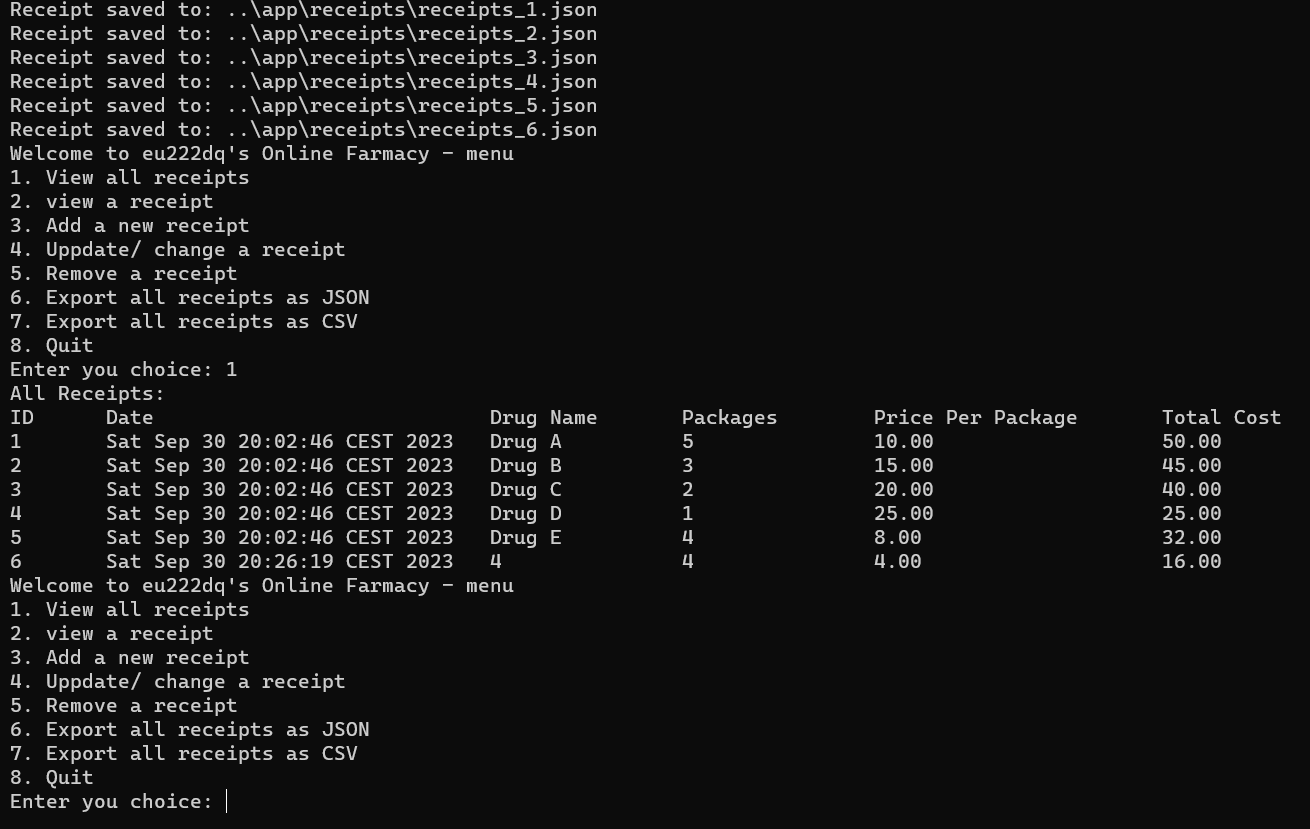 Receipt saved to: ..\app\receipts\receipts_1.json
Receipt saved to: ..\app\receipts\receipts_2.json
Receipt saved to: ..\app\receipts\receipts_3.json
Receipt saved to: ..\app\receipts\receipts_4.json
Receipt saved to: ..\app\receipts\receipts_5.json
Receipt saved to: ..\app\receipts\receipts_6.json
Welcome to eu222dq's Online Farmacy - menu
1. View all receipts
2. view a receipt
3. Add a new receipt
4. Uppdate/ change a receipt
5. Remove a receipt
6. Export all receipts as JSON
7. Export all receipts as CSV
8. Quit
Enter you choice: 1
All Receipts:
ID      Date                            Drug Name       Packages        Price Per Package       Total Cost
1       Sat Sep 30 20:02:46 CEST 2023   Drug A          5               10.00                   50.00
2       Sat Sep 30 20:02:46 CEST 2023   Drug B          3               15.00                   45.00
3       Sat Sep 30 20:02:46 CEST 2023   Drug C          2               20.00                   40.00
4       Sat Sep 30 20:02:46 CEST 2023   Drug D          1               25.00                   25.00
5       Sat Sep 30 20:02:46 CEST 2023   Drug E          4               8.00                    32.00
6       Sat Sep 30 20:26:19 CEST 2023   4               4               4.00                    16.00
Welcome to eu222dq's Online Farmacy - menu
1. View all receipts
2. view a receipt
3. Add a new receipt
4. Uppdate/ change a receipt
5. Remove a receipt
6. Export all receipts as JSON
7. Export all receipts as CSV
8. Quit
Enter you choice: